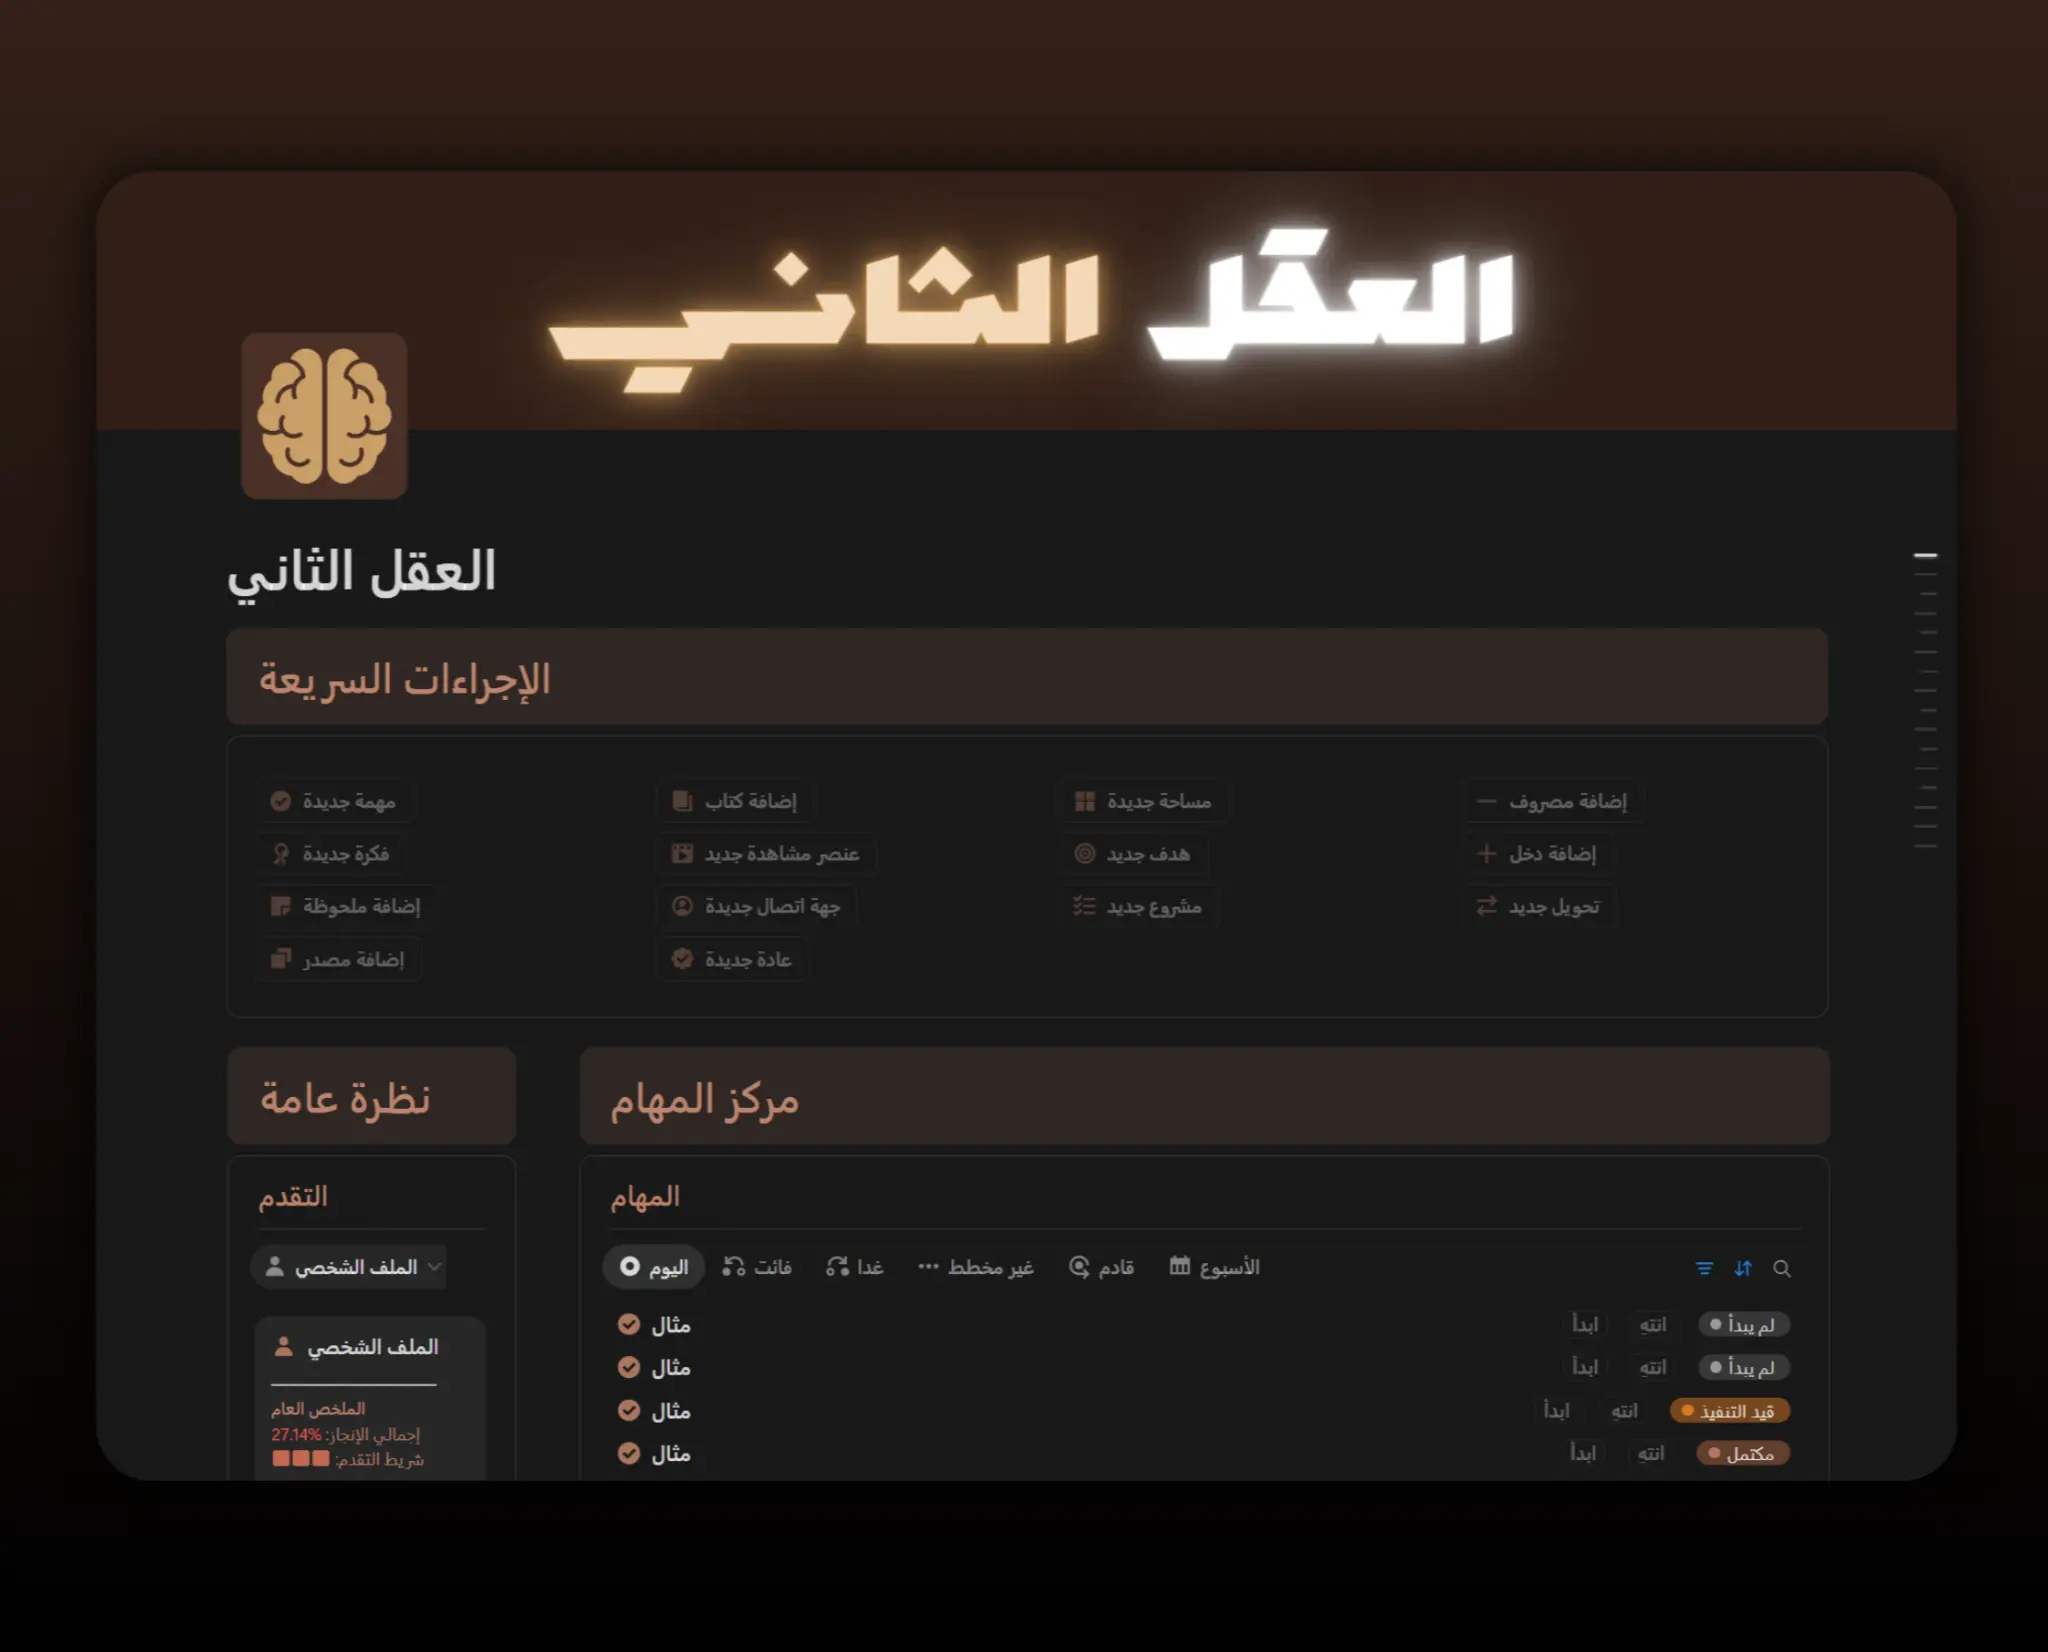 العقل الثاني
العقل الثاني
الإجراءات السريعة
مهمة جديدة
فكرة جديدة
إضافة ملحوظة
إضافة مصدر
إضافة كتاب
عنصر مشاهدة جديد
جهة اتصال جديدة
عادة جديدة
مساحة جديدة
هدف جديد
مشروع جديد
إضافة مصروف
إضافة دخل
تحويل جديد
نظرة عامة
التقدم
الملف الشخصي
الملف الشخصي
الملخص العام
إجمالي الإنجاز: 27.14%
شريط التقدم:
مركز المهام
المهام
اليوم فائت غدا غير مخطط قادم الأسبوع
مثال ابدأ انته لم يبدأ
مثال ابدأ انته لم يبدأ
مثال ابدأ انته قيد التنفيذ
مثال ابدأ انته مكتمل